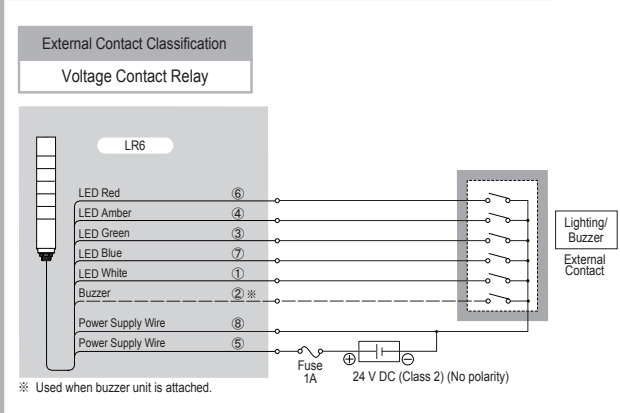 External Contact Classification
Voltage Contact Relay
LR6
LED Red ⑥
LED Amber ④
LED Green ③
LED Blue ⑦
LED White ①
Buzzer ② ※
Power Supply Wire ⑧
Power Supply Wire ⑤
Lighting/
Buzzer
External
Contact
Fuse
1A
⊕ ⊖
24 V DC (Class 2) (No polarity)
※ Used when buzzer unit is attached.